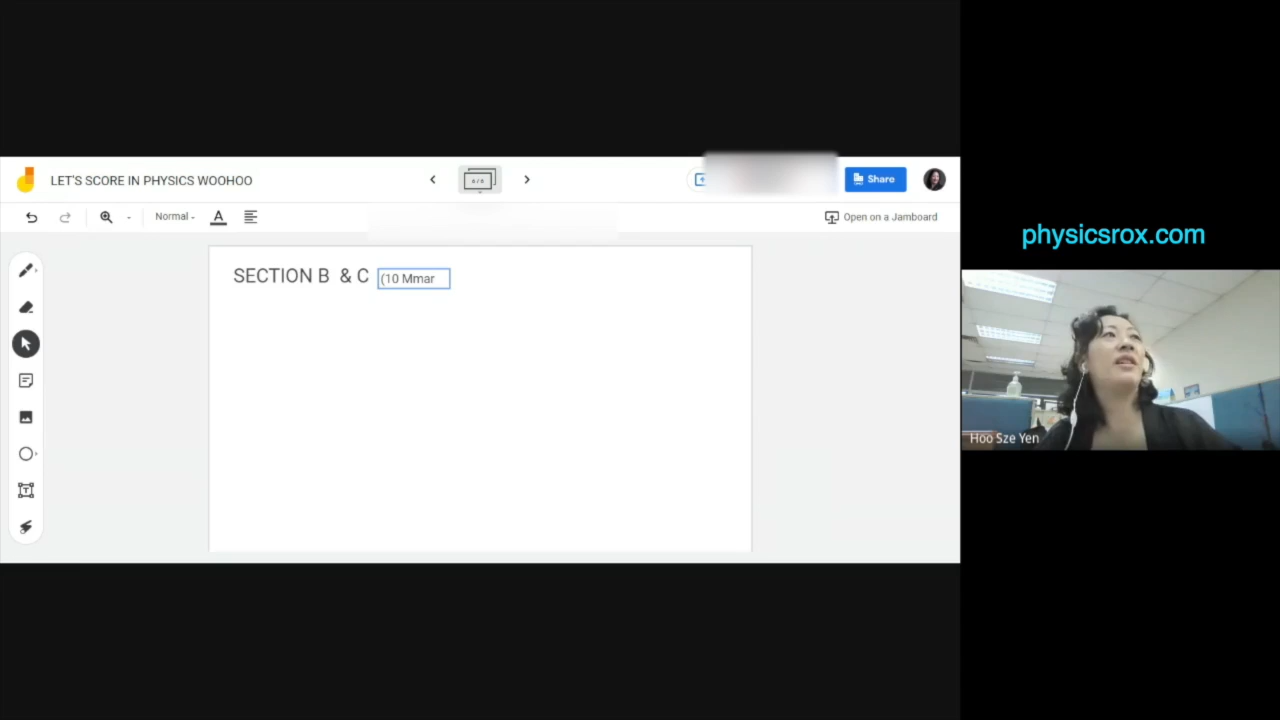 LET'S SCORE IN PHYSICS WOOHOO
Share
Normal
A
Open on a Jamboard
SECTION B & C (10 Mmar
physicsrox.com
Hoo Sze Yen